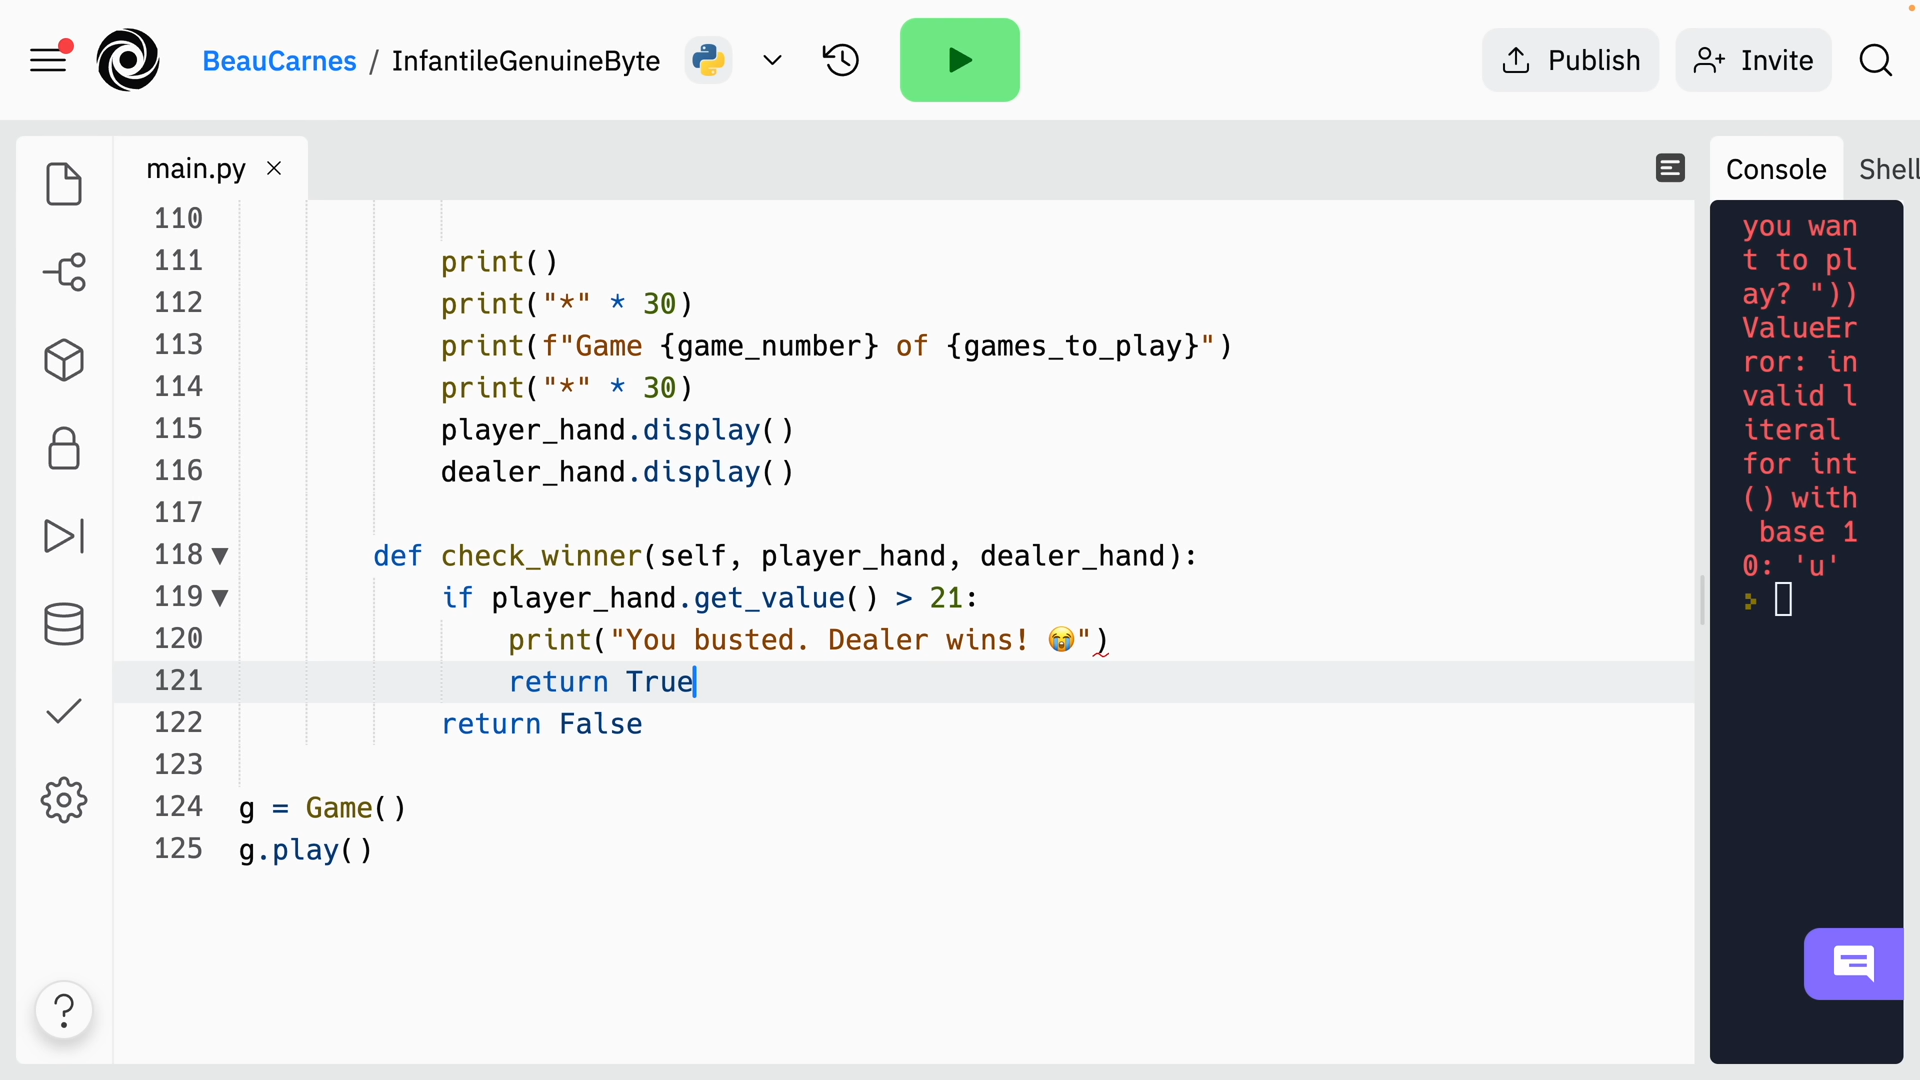 BeauCarnes / InfantileGenuineByte
Publish
Invite
main.py
Console
Shell
110
111 print()
112 print("*" * 30)
113 print(f"Game {game_number} of {games_to_play}")
114 print("*" * 30)
115 player_hand.display()
116 dealer_hand.display()
117
118 def check_winner(self, player_hand, dealer_hand):
119 if player_hand.get_value() > 21:
120 print("You busted. Dealer wins! 😭")
121 return True
122 return False
123
124 g = Game()
125 g.play()
you wan
t to pl
ay? "))
ValueEr
ror: in
valid l
iteral
for int
() with
base 1
0: 'u'
?